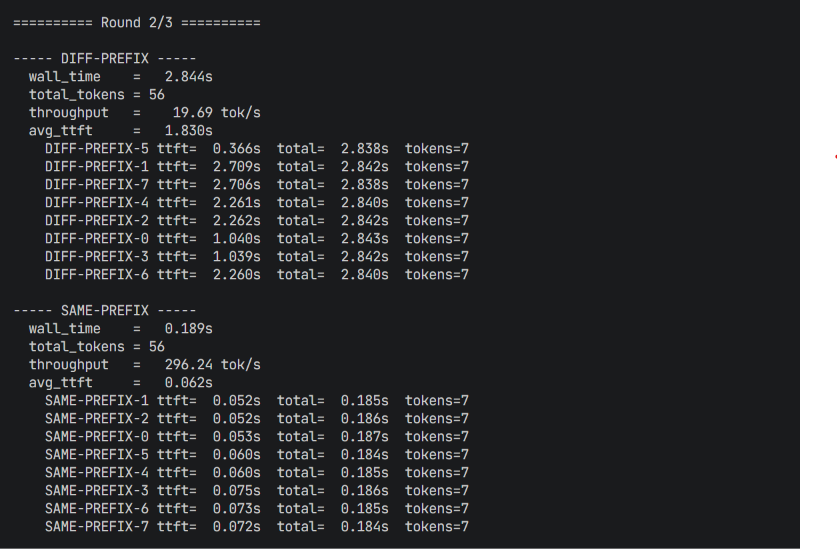 ========== Round 2/3 ==========
----- DIFF-PREFIX -----
wall_time    =   2.844s
total_tokens = 56
throughput   =    19.69 tok/s
avg_ttft     =   1.830s
DIFF-PREFIX-5 ttft=  0.366s  total=  2.838s  tokens=7
DIFF-PREFIX-1 ttft=  2.709s  total=  2.842s  tokens=7
DIFF-PREFIX-7 ttft=  2.706s  total=  2.838s  tokens=7
DIFF-PREFIX-4 ttft=  2.261s  total=  2.840s  tokens=7
DIFF-PREFIX-2 ttft=  2.262s  total=  2.842s  tokens=7
DIFF-PREFIX-0 ttft=  1.040s  total=  2.843s  tokens=7
DIFF-PREFIX-3 ttft=  1.039s  total=  2.842s  tokens=7
DIFF-PREFIX-6 ttft=  2.260s  total=  2.840s  tokens=7
----- SAME-PREFIX -----
wall_time    =   0.189s
total_tokens = 56
throughput   =   296.24 tok/s
avg_ttft     =   0.062s
SAME-PREFIX-1 ttft=  0.052s  total=  0.185s  tokens=7
SAME-PREFIX-2 ttft=  0.052s  total=  0.186s  tokens=7
SAME-PREFIX-0 ttft=  0.053s  total=  0.187s  tokens=7
SAME-PREFIX-5 ttft=  0.060s  total=  0.184s  tokens=7
SAME-PREFIX-4 ttft=  0.060s  total=  0.185s  tokens=7
SAME-PREFIX-3 ttft=  0.075s  total=  0.186s  tokens=7
SAME-PREFIX-6 ttft=  0.073s  total=  0.185s  tokens=7
SAME-PREFIX-7 ttft=  0.072s  total=  0.184s  tokens=7